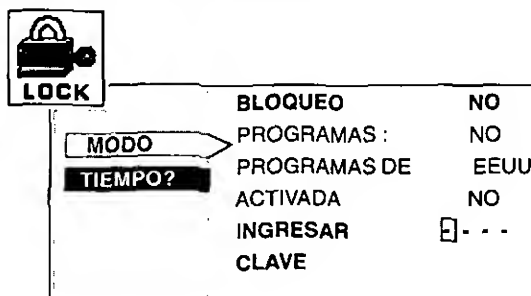 LOCK
BLOQUEO NO
MODO
PROGRAMAS : NO
TIEMPO?
PROGRAMAS DE EEUU
ACTIVADA NO
INGRESAR - - - -
CLAVE